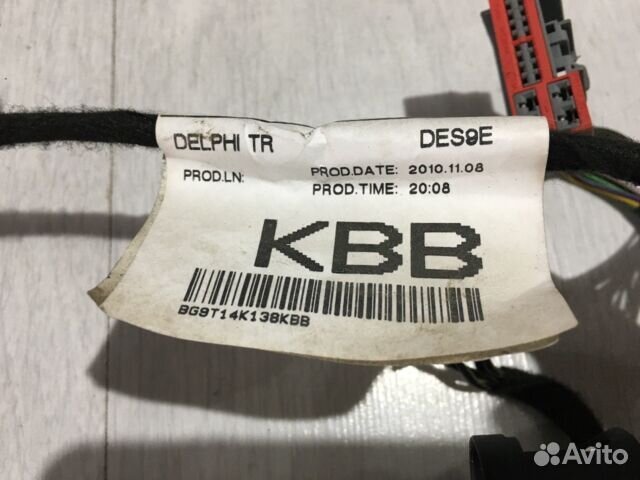 DELPHI TR DES9E
PROD.LN: PROD.DATE: 2010.11.08
PROD.TIME: 20:08
KBB
BG9T14K138KBB
Avito